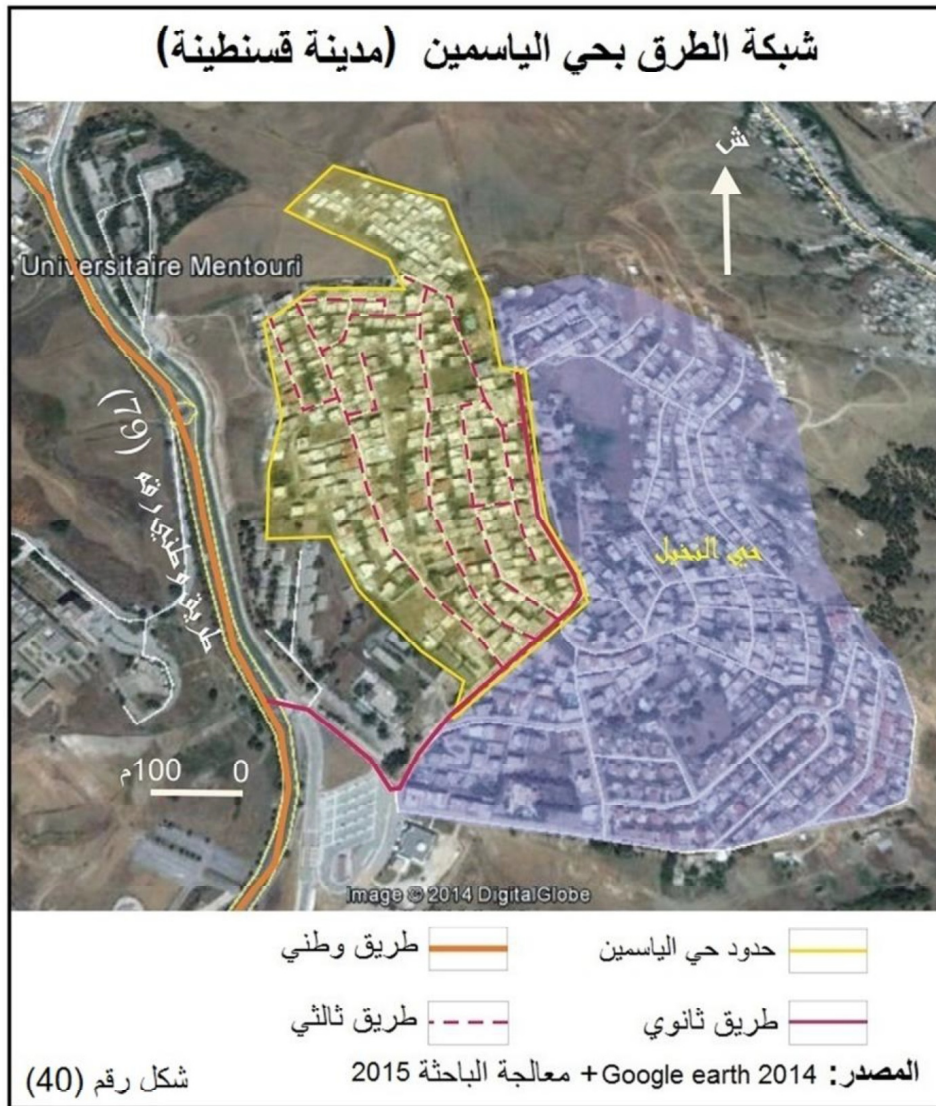 شبكة الطرق بحي الياسمين (مدينة قسنطينة)
ش
Universitaire Mentouri
طريق وطني رقم (79)
حي النخيل
0 100م
Image © 2014 DigitalGlobe
حدود حي الياسمين
طريق وطني
طريق ثانوي
طريق ثالثي
المصدر: Google earth 2014 + معالجة الباحثة 2015
شكل رقم (40)